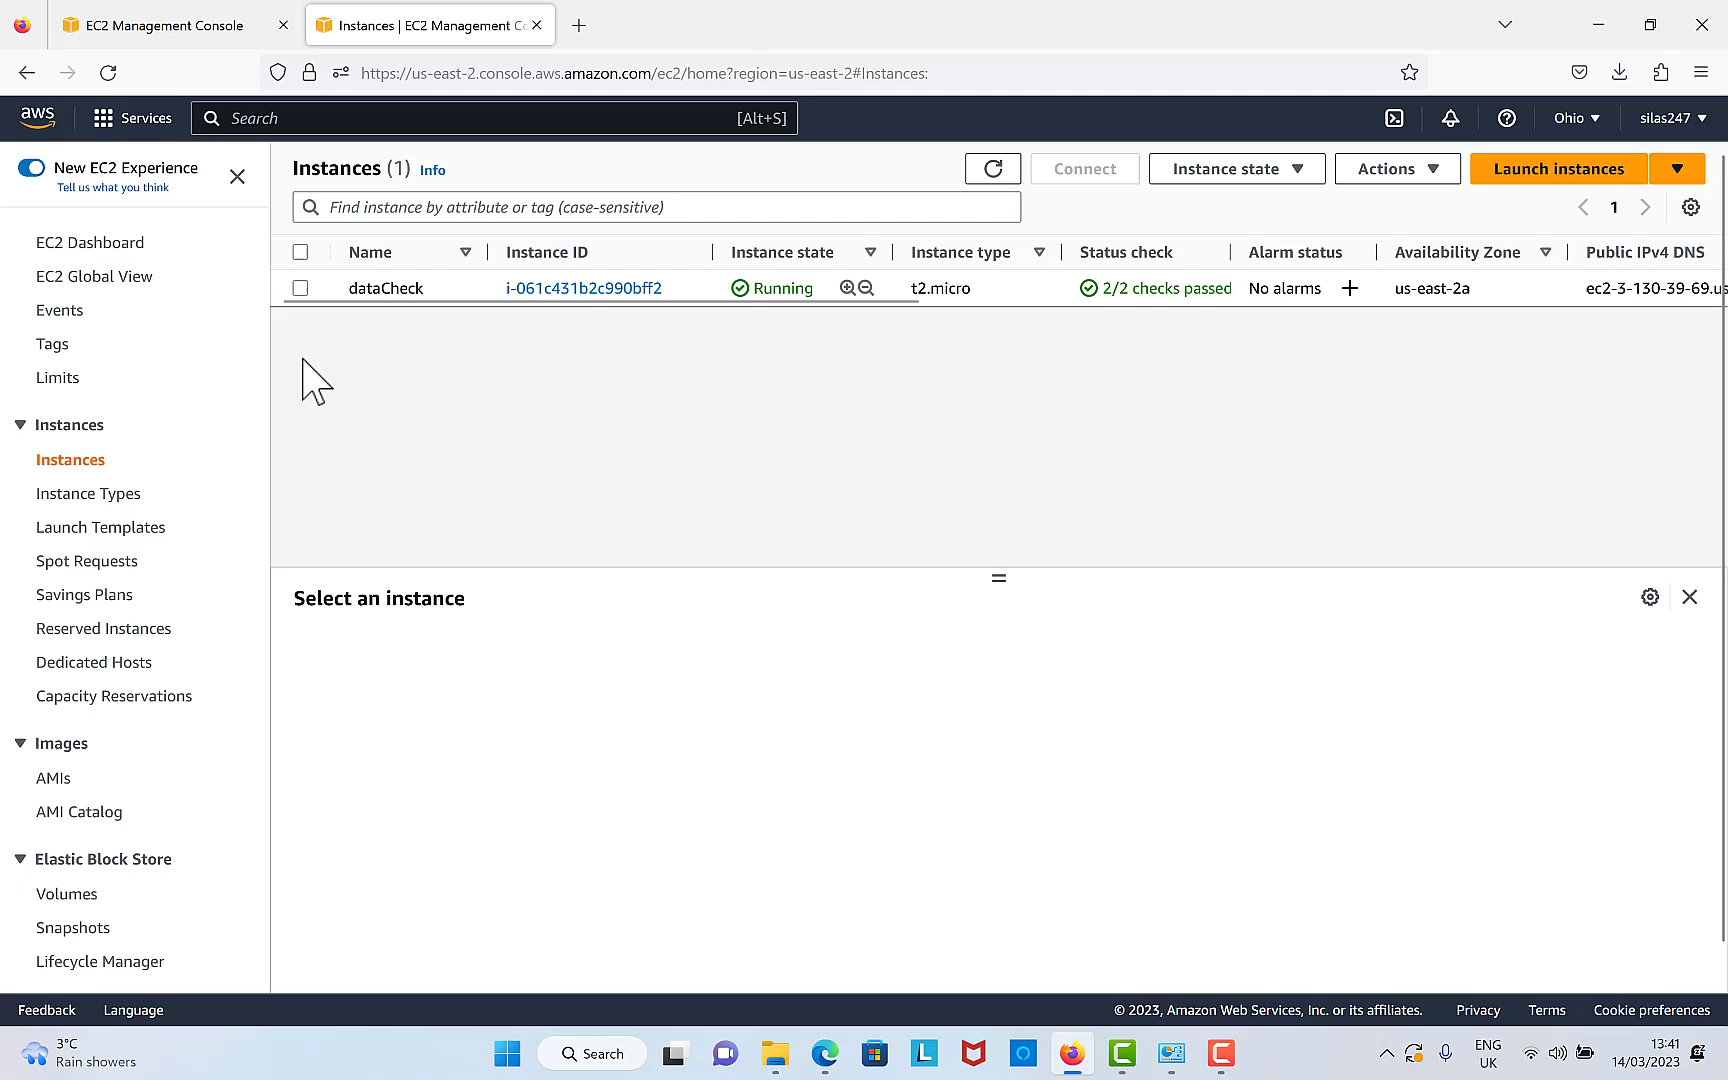 EC2 Management Console
Instances | EC2 Management Co
https://us-east-2.console.aws.amazon.com/ec2/home?region=us-east-2#Instances:
aws
Services
Search
[Alt+S]
Ohio
silas247
New EC2 Experience
Tell us what you think
Instances (1) Info
Connect
Instance state
Actions
Launch instances
Find instance by attribute or tag (case-sensitive)
1
Name
Instance ID
Instance state
Instance type
Status check
Alarm status
Availability Zone
Public IPv4 DNS
dataCheck
i-061c431b2c990bff2
Running
t2.micro
2/2 checks passed
No alarms
us-east-2a
ec2-3-130-39-69.us
EC2 Dashboard
EC2 Global View
Events
Tags
Limits
Instances
Instances
Instance Types
Launch Templates
Spot Requests
Savings Plans
Reserved Instances
Dedicated Hosts
Capacity Reservations
Images
AMIs
AMI Catalog
Elastic Block Store
Volumes
Snapshots
Lifecycle Manager
Select an instance
Feedback
Language
© 2023, Amazon Web Services, Inc. or its affiliates.
Privacy
Terms
Cookie preferences
3°C
Rain showers
Search
ENG
UK
13:41
14/03/2023